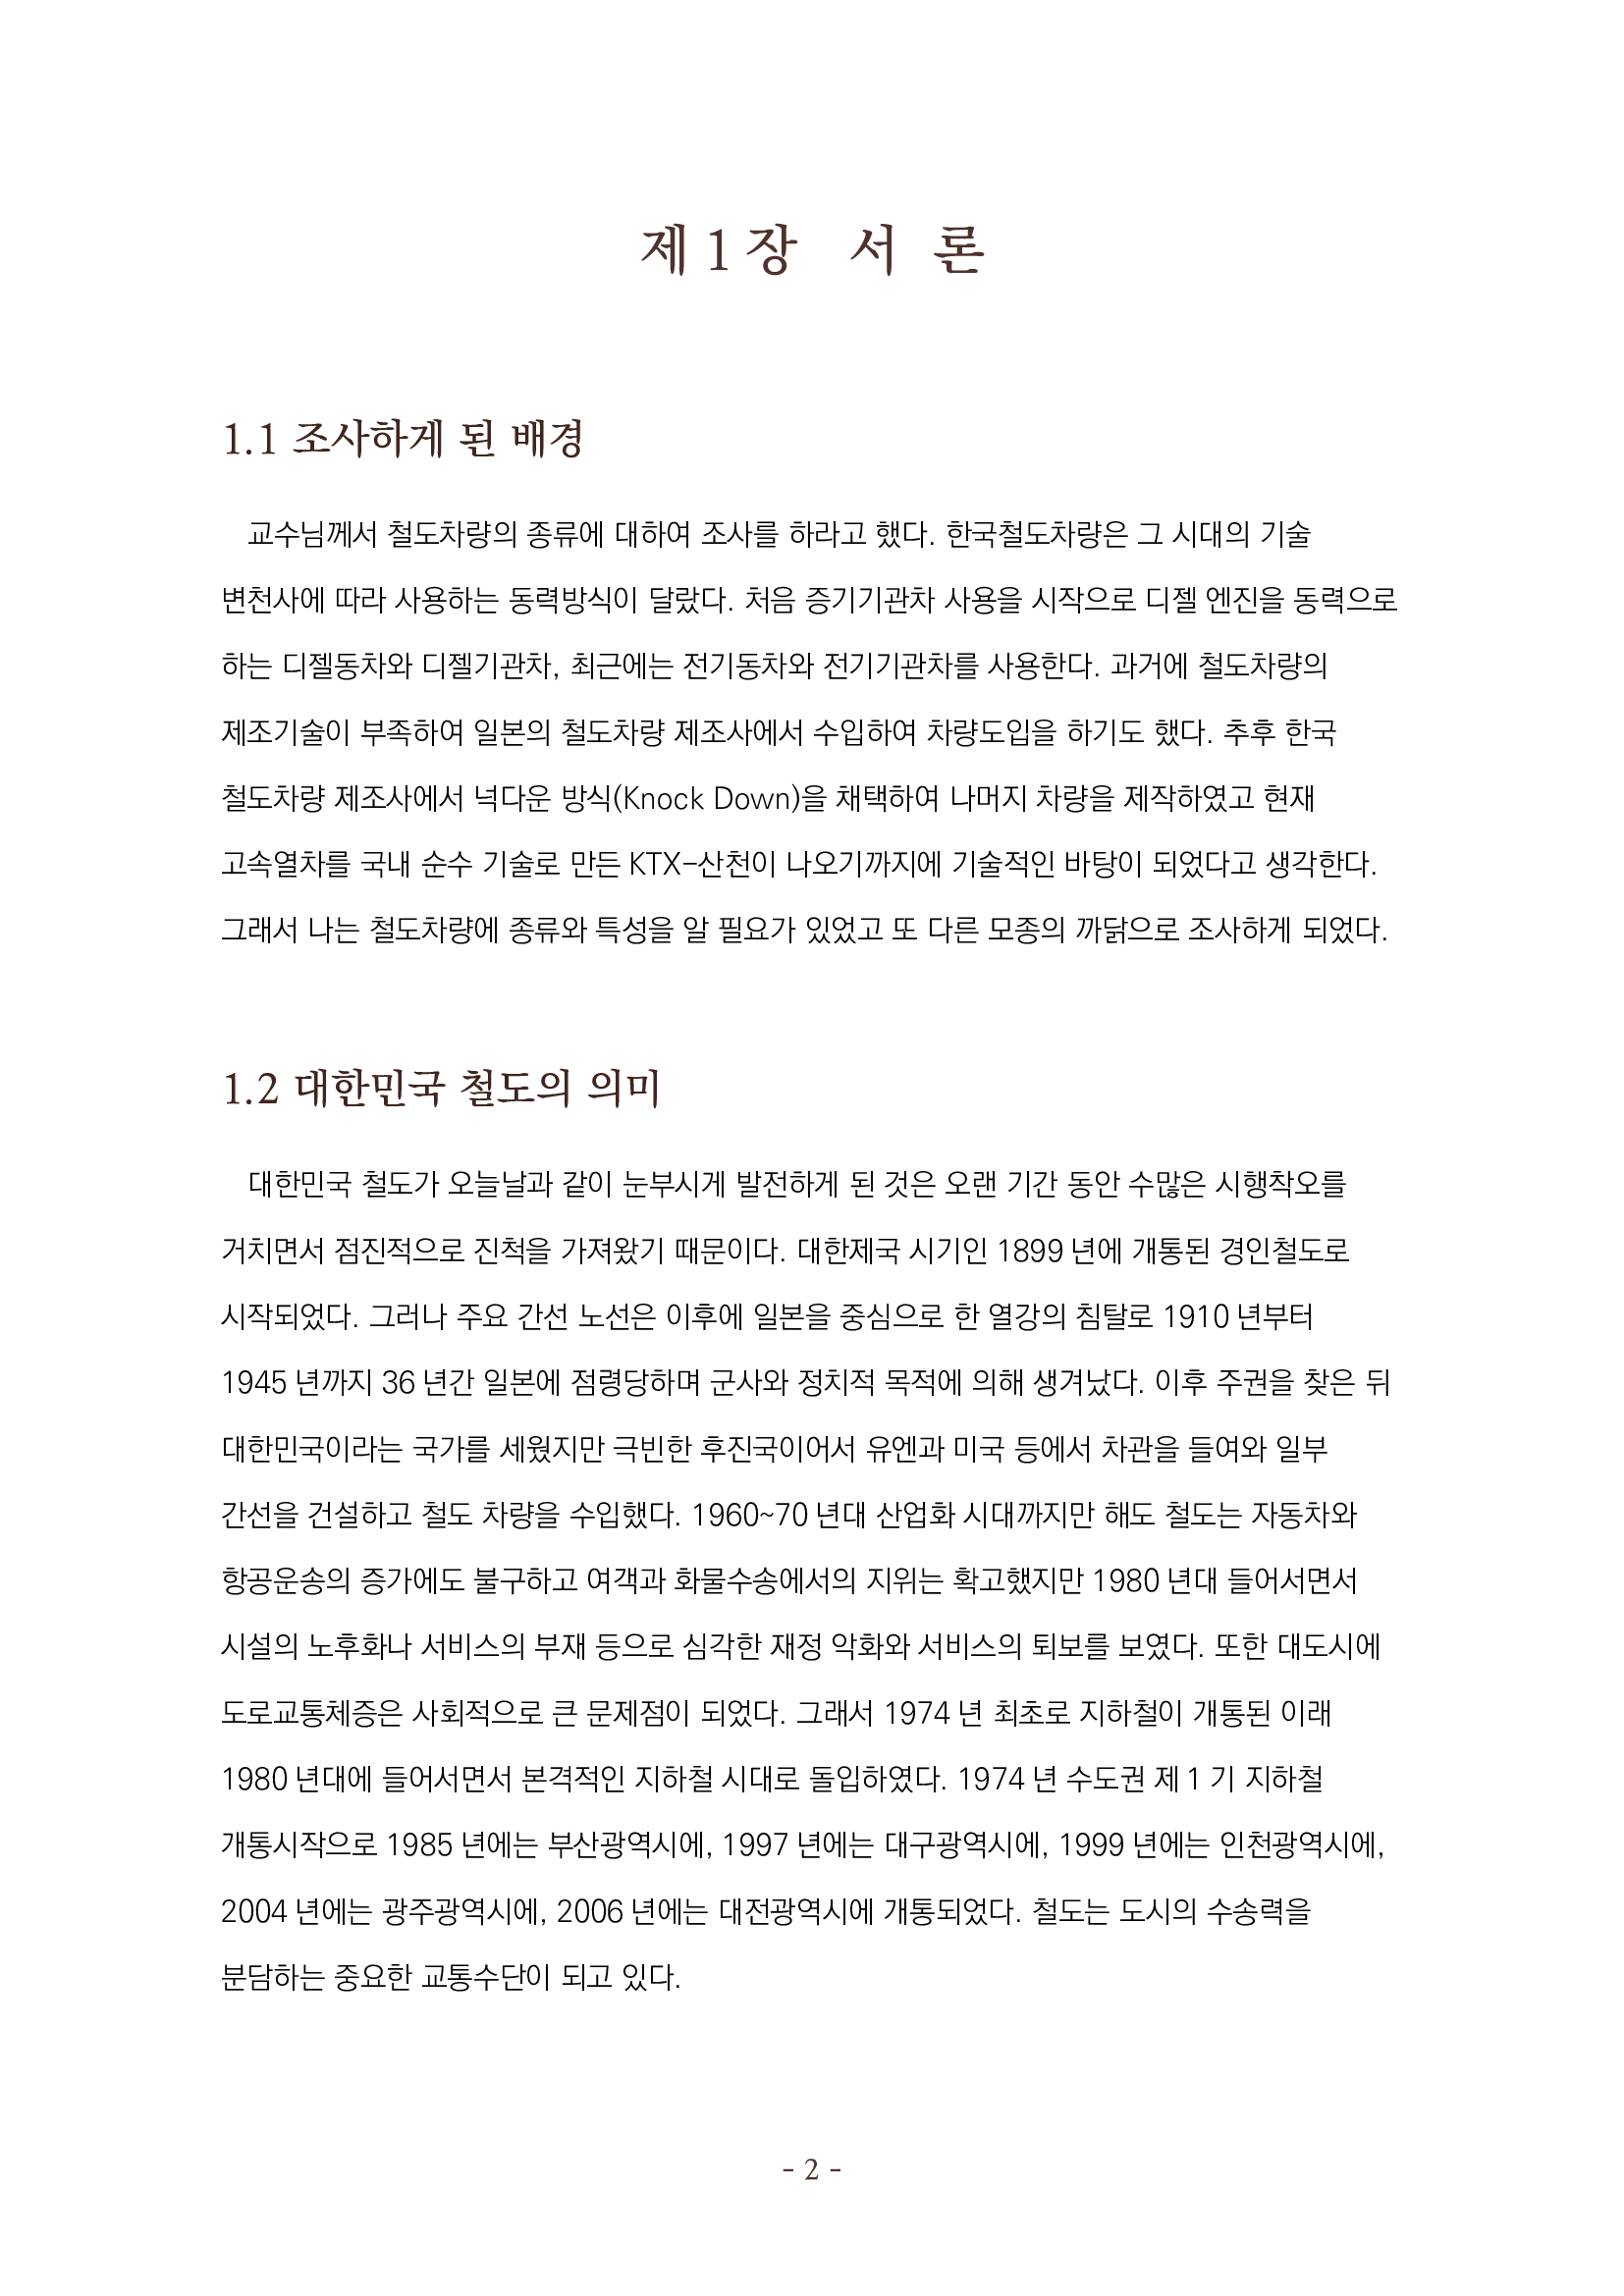 제 1 장 서 론
1.1 조사하게 된 배경
교수님께서 철도차량의 종류에 대하여 조사를 하라고 했다. 한국철도차량은 그 시대의 기술
변천사에 따라 사용하는 동력방식이 달랐다. 처음 증기기관차 사용을 시작으로 디젤 엔진을 동력으로
하는 디젤동차와 디젤기관차, 최근에는 전기동차와 전기기관차를 사용한다. 과거에 철도차량의
제조기술이 부족하여 일본의 철도차량 제조사에서 수입하여 차량도입을 하기도 했다. 추후 한국
철도차량 제조사에서 넉다운 방식(Knock Down)을 채택하여 나머지 차량을 제작하였고 현재
고속열차를 국내 순수 기술로 만든 KTX-산천이 나오기까지에 기술적인 바탕이 되었다고 생각한다.
그래서 나는 철도차량에 종류와 특성을 알 필요가 있었고 또 다른 모종의 까닭으로 조사하게 되었다.
1.2 대한민국 철도의 의미
대한민국 철도가 오늘날과 같이 눈부시게 발전하게 된 것은 오랜 기간 동안 수많은 시행착오를
거치면서 점진적으로 진척을 가져왔기 때문이다. 대한제국 시기인 1899 년에 개통된 경인철도로
시작되었다. 그러나 주요 간선 노선은 이후에 일본을 중심으로 한 열강의 침탈로 1910 년부터
1945 년까지 36 년간 일본에 점령당하며 군사와 정치적 목적에 의해 생겨났다. 이후 주권을 찾은 뒤
대한민국이라는 국가를 세웠지만 극빈한 후진국이어서 유엔과 미국 등에서 차관을 들여와 일부
간선을 건설하고 철도 차량을 수입했다. 1960~70 년대 산업화 시대까지만 해도 철도는 자동차와
항공운송의 증가에도 불구하고 여객과 화물수송에서의 지위는 확고했지만 1980 년대 들어서면서
시설의 노후화나 서비스의 부재 등으로 심각한 재정 악화와 서비스의 퇴보를 보였다. 또한 대도시에
도로교통체증은 사회적으로 큰 문제점이 되었다. 그래서 1974 년 최초로 지하철이 개통된 이래
1980 년대에 들어서면서 본격적인 지하철 시대로 돌입하였다. 1974 년 수도권 제 1 기 지하철
개통시작으로 1985 년에는 부산광역시에, 1997 년에는 대구광역시에, 1999 년에는 인천광역시에,
2004 년에는 광주광역시에, 2006 년에는 대전광역시에 개통되었다. 철도는 도시의 수송력을
분담하는 중요한 교통수단이 되고 있다.
- 2 -